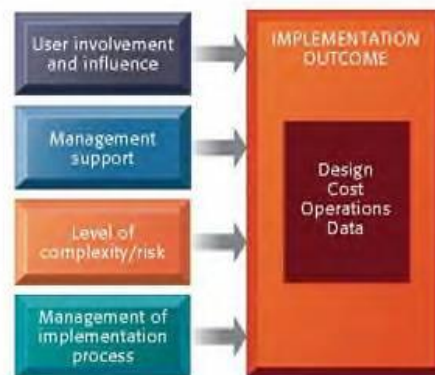 User involvement
and influence
Management
support
Level of
complexity/risk
Management of
implementation
process
IMPLEMENTATION
OUTCOME
Design
Cost
Operations
Data